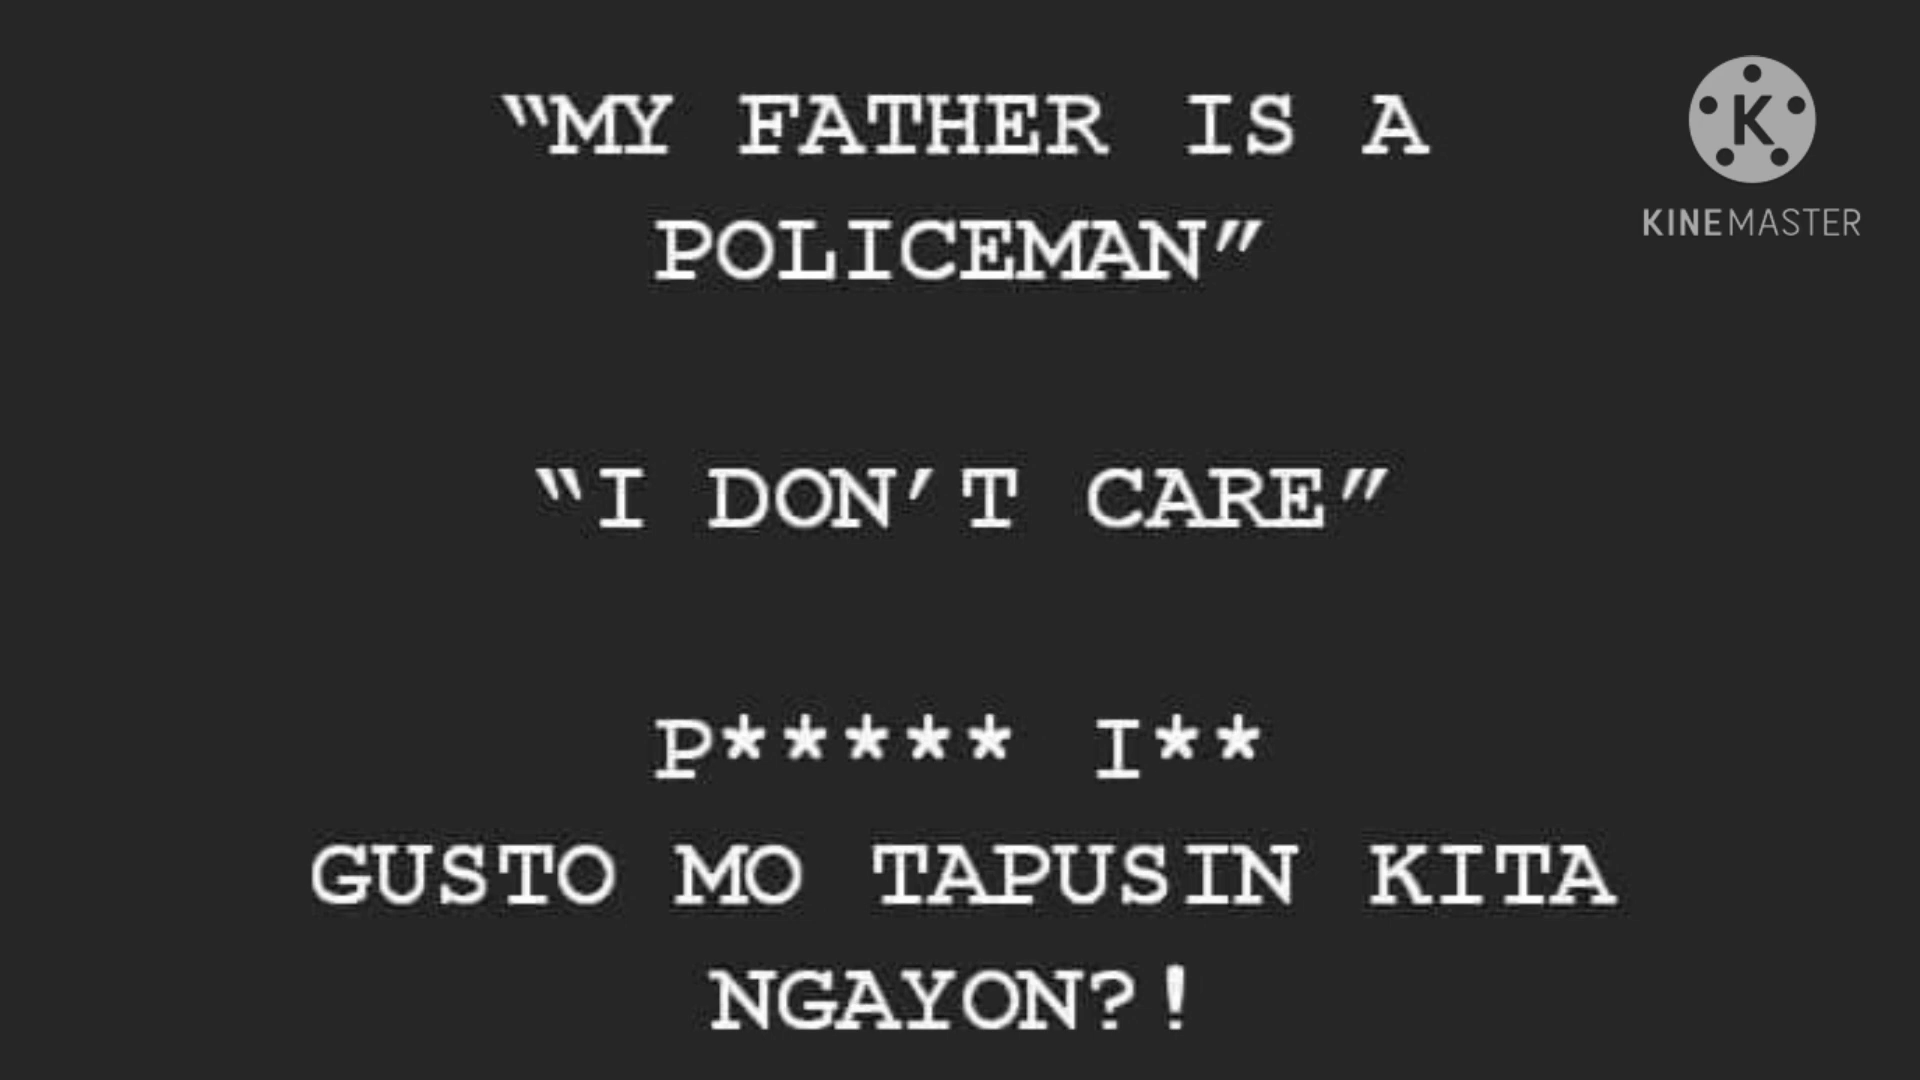 “MY FATHER IS A
POLICEMAN”
“I DON’T CARE”
P***** I**
GUSTO MO TAPUSIN KITA
NGAYON?!
K
KINEMASTER